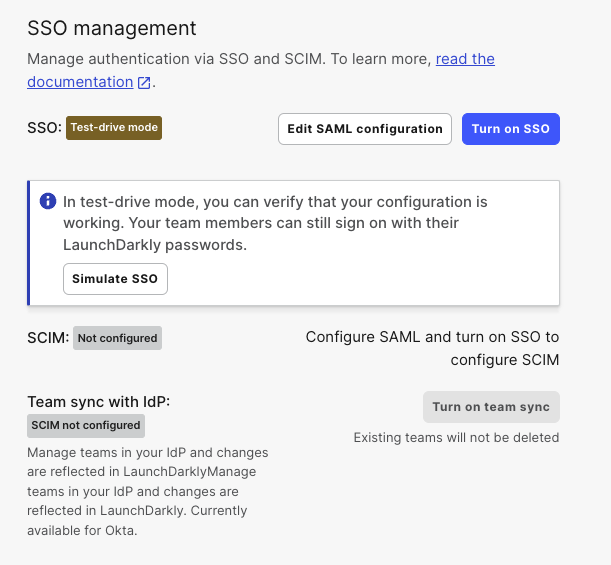 SSO management
Manage authentication via SSO and SCIM. To learn more, read the
documentation.
SSO: Test-drive mode
Edit SAML configuration
Turn on SSO
In test-drive mode, you can verify that your configuration is
working. Your team members can still sign on with their
LaunchDarkly passwords.
Simulate SSO
SCIM: Not configured
Configure SAML and turn on SSO to
configure SCIM
Team sync with IdP:
SCIM not configured
Manage teams in your IdP and changes
are reflected in LaunchDarklyManage
teams in your IdP and changes are
reflected in LaunchDarkly. Currently
available for Okta.
Turn on team sync
Existing teams will not be deleted